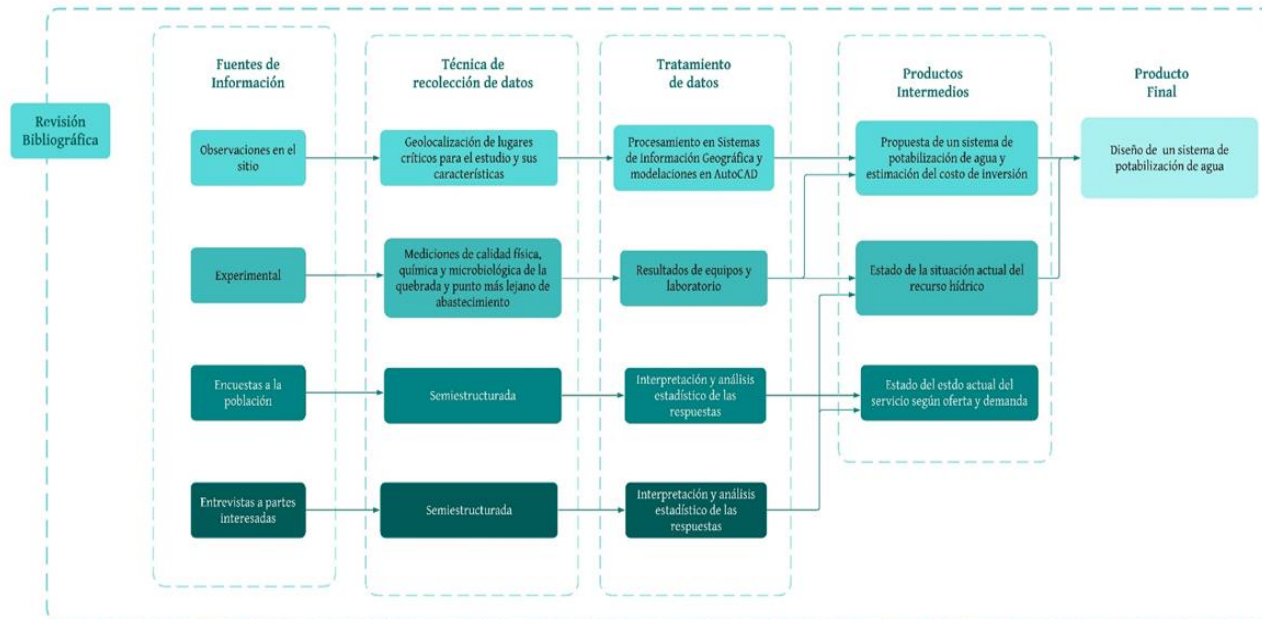 Revisión
Bibliográfica
Fuentes de
Información
Técnica de
recolección de datos
Tratamiento
de datos
Productos
Intermedios
Producto
Final
Observaciones en el
sitio
Geolocalización de lugares
críticos para el estudio y sus
características
Procesamiento en Sistemas
de Información Geográfica y
modelaciones en AutoCAD
Propuesta de un sistema de
potabilización de agua y
estimación del costo de inversión
Diseño de un sistema de
potabilización de agua
Experimental
Mediciones de calidad física,
química y microbiológica de la
quebrada y punto más lejano de
abastecimiento
Resultados de equipos y
laboratorio
Estado de la situación actual del
recurso hídrico
Encuestas a la
población
Semiestructurada
Interpretación y análisis
estadístico de las
respuestas
Estado del estdo actual del
servicio según oferta y demanda
Entrevistas a partes
interesadas
Semiestructurada
Interpretación y análisis
estadístico de las
respuestas